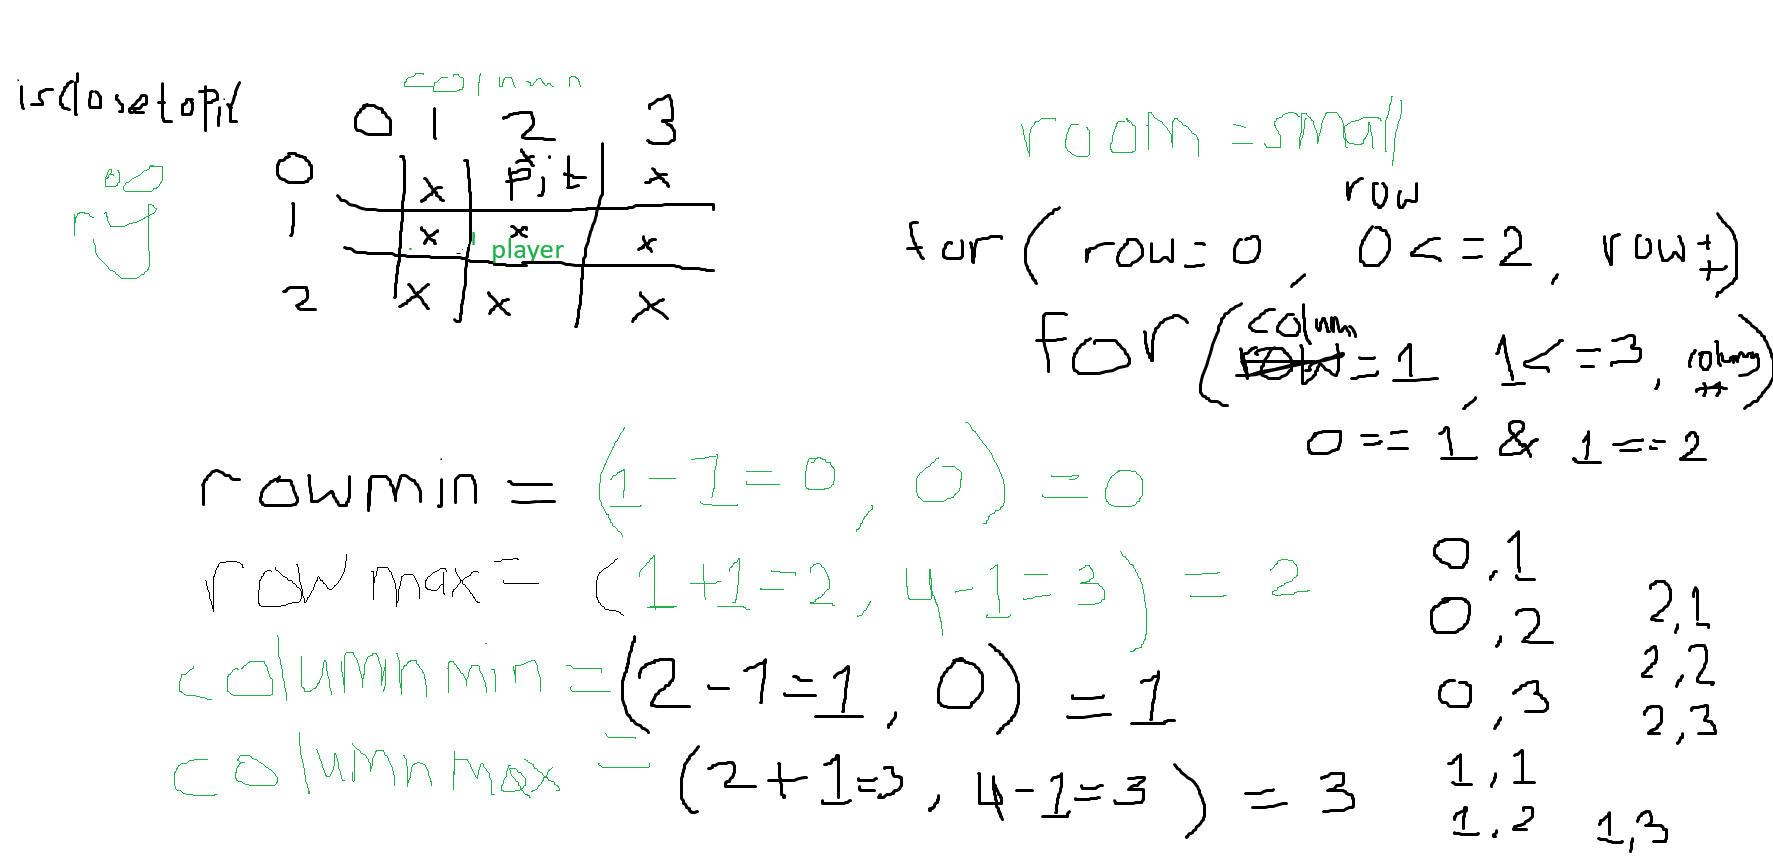 column
isclosetopit
0 1 2 3
0 x x pit x
1 x x player x
2 x x x
room = small
row
for ( row = 0 , 0 < = 2 , row ++ )
column
for ( row = 1 , 1 < = 3 , column ++ )
0 == 1 & 1 == 2
rowmin = ( 1 - 1 = 0 , 0 ) = 0
row max = ( 1 + 1 = 2 , 4 - 1 = 3 ) = 2
column min = ( 2 - 1 = 1 , 0 ) = 1
column max = ( 2 + 1 = 3 , 4 - 1 = 3 ) = 3
0,1
0,2
0,3
1,1
1,2
1,3
2,1
2,2
2,3